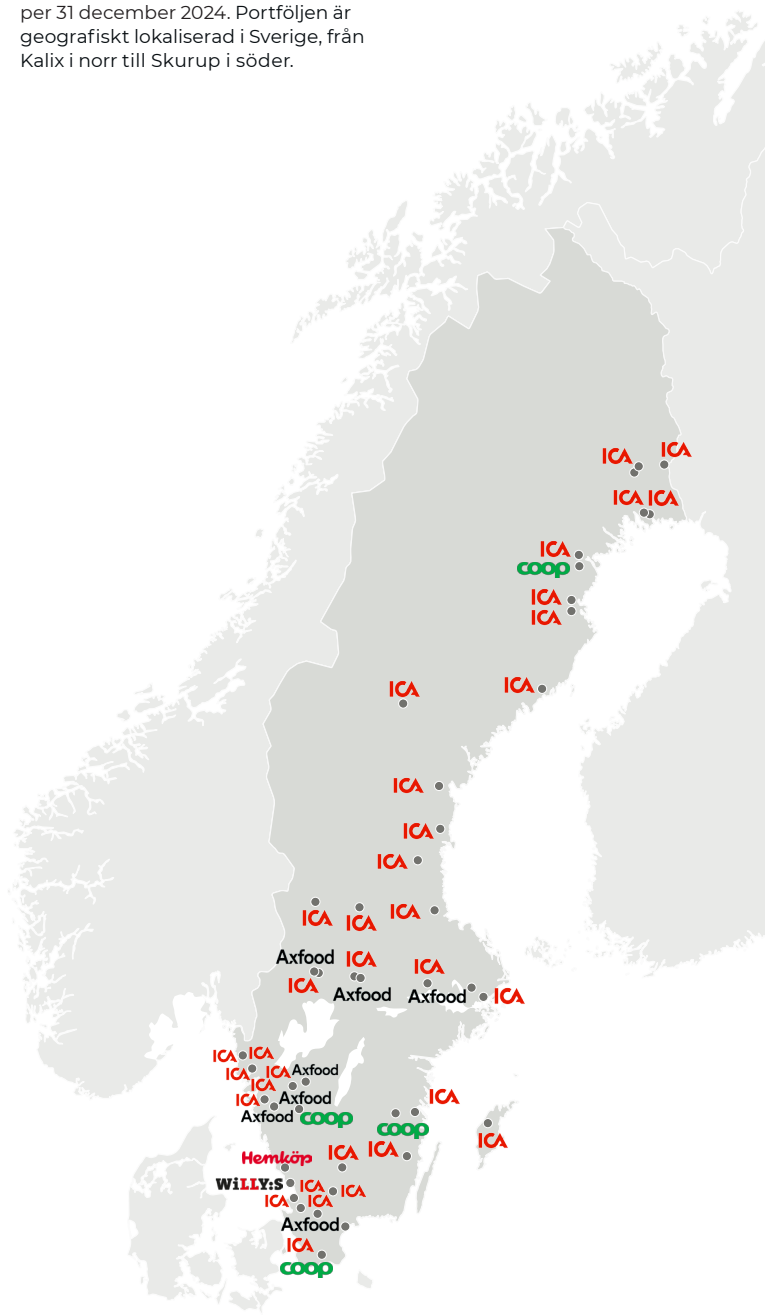 per 31 december 2024. Portföljen är
geografiskt lokaliserad i Sverige, från
Kalix i norr till Skurup i söder.
ICA
ICA
ICA ICA
ICA
coop
ICA
ICA
ICA
ICA
ICA
ICA
ICA
ICA
ICA
ICA
Axfood
ICA
ICA
ICA
Axfood
Axfood
ICA
ICA ICA
ICA ICA Axfood
ICA
ICA Axfood
Axfood coop
ICA
coop
ICA
ICA
Hemköp
ICA
WiLLY:S
ICA ICA
ICA ICA
Axfood
ICA
coop